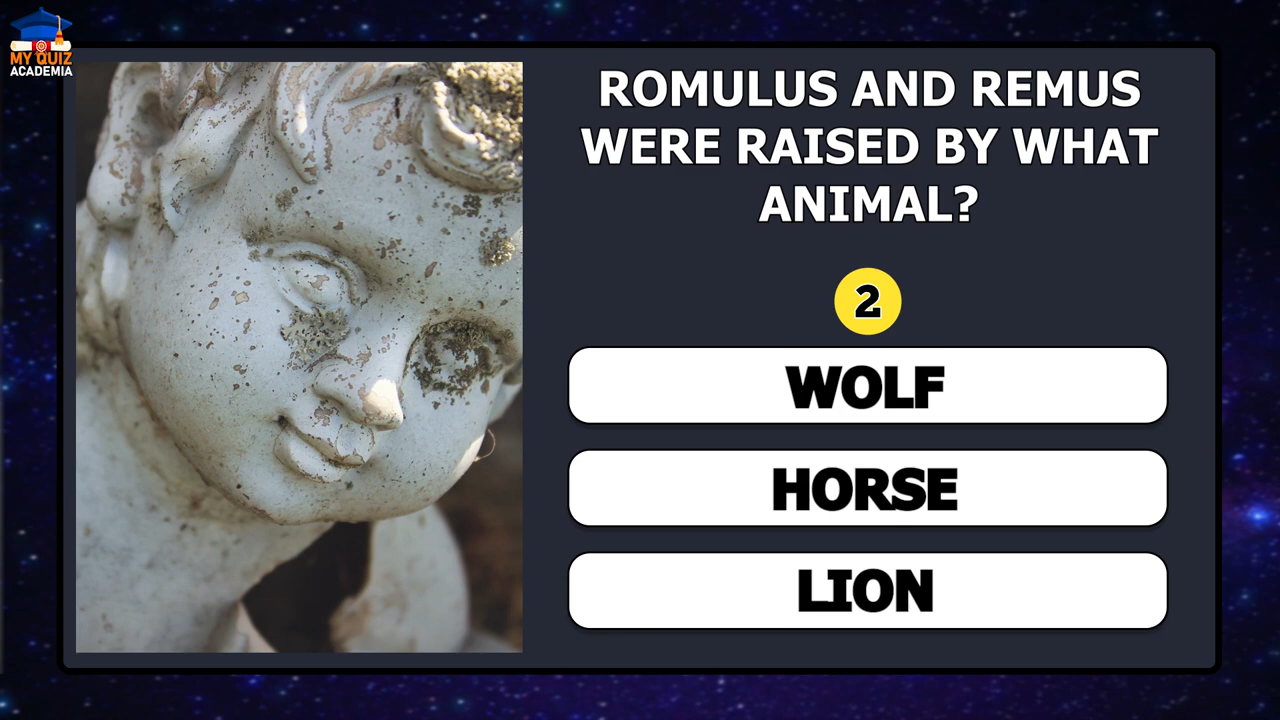 MY QUIZ
ACADEMIA
ROMULUS AND REMUS
WERE RAISED BY WHAT
ANIMAL?
2
WOLF
HORSE
LION